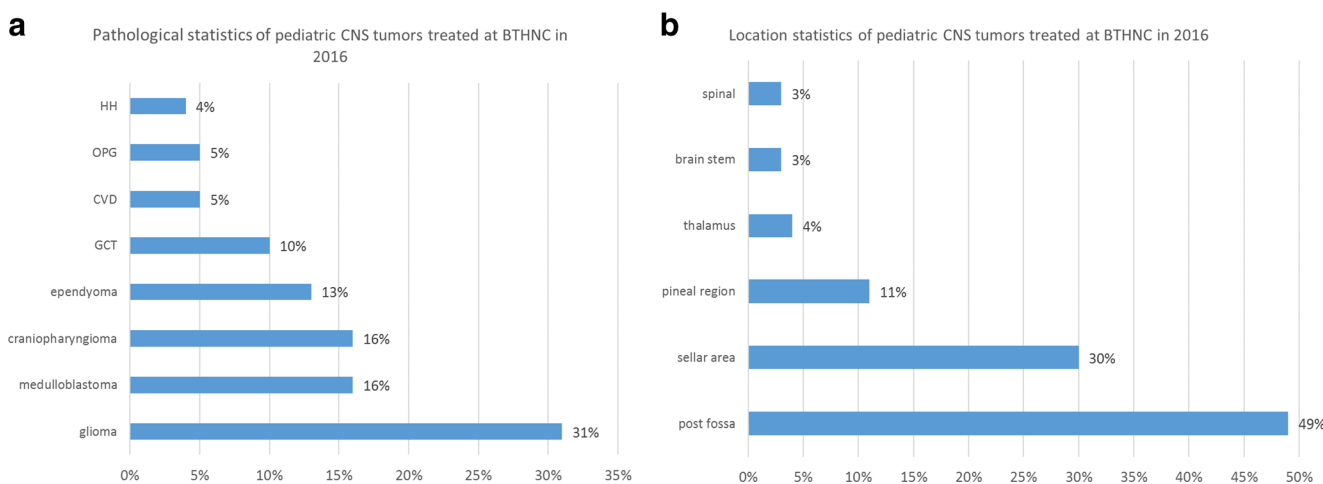 a
Pathological statistics of pediatric CNS tumors treated at BTHNC in
2016
HH 4%
OPG 5%
CVD 5%
GCT 10%
ependyoma 13%
craniopharyngioma 16%
medulloblastoma 16%
glioma 31%
0% 5% 10% 15% 20% 25% 30% 35%
b
Location statistics of pediatric CNS tumors treated at BTHNC in 2016
spinal 3%
brain stem 3%
thalamus 4%
pineal region 11%
sellar area 30%
post fossa 49%
0% 5% 10% 15% 20% 25% 30% 35% 40% 45% 50%